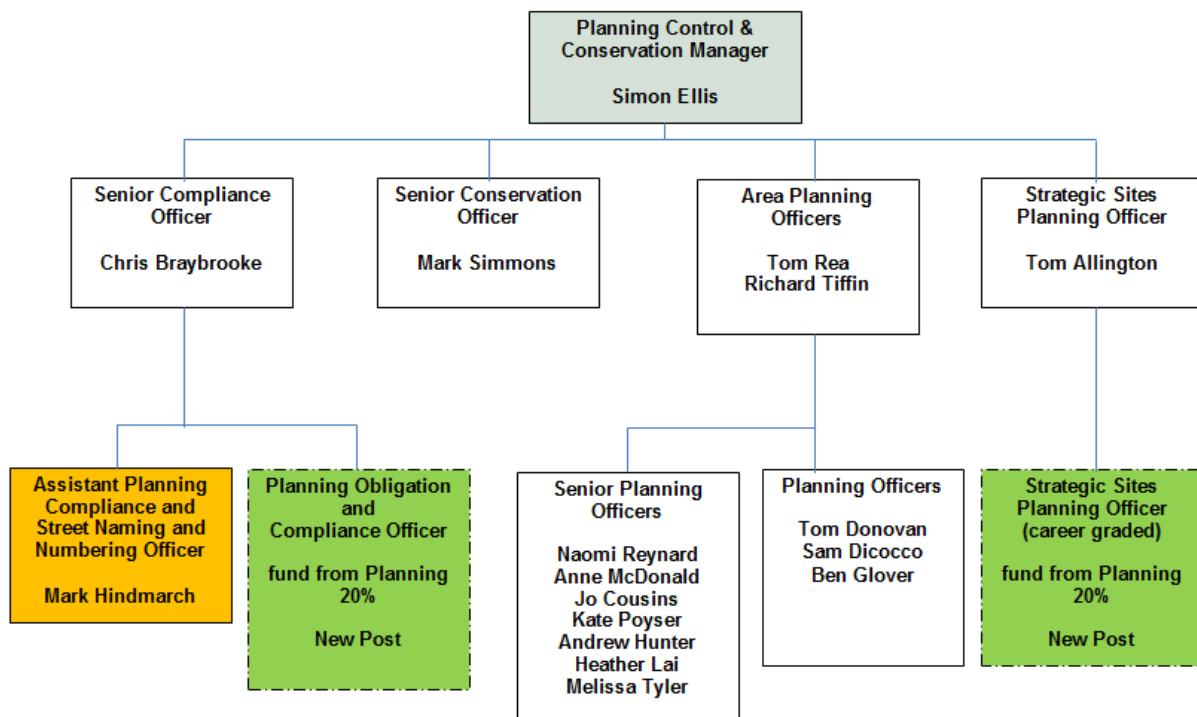 Planning Control &
Conservation Manager
Simon Ellis
Senior Compliance
Officer
Chris Braybrooke
Senior Conservation
Officer
Mark Simmons
Area Planning
Officers
Tom Rea
Richard Tiffin
Strategic Sites
Planning Officer
Tom Allington
Assistant Planning
Compliance and
Street Naming and
Numbering Officer
Mark Hindmarch
Planning Obligation
and
Compliance Officer
fund from Planning
20%
New Post
Senior Planning
Officers
Naomi Reynard
Anne McDonald
Jo Cousins
Kate Poyser
Andrew Hunter
Heather Lai
Melissa Tyler
Planning Officers
Tom Donovan
Sam Dicocco
Ben Glover
Strategic Sites
Planning Officer
(career graded)
fund from Planning
20%
New Post